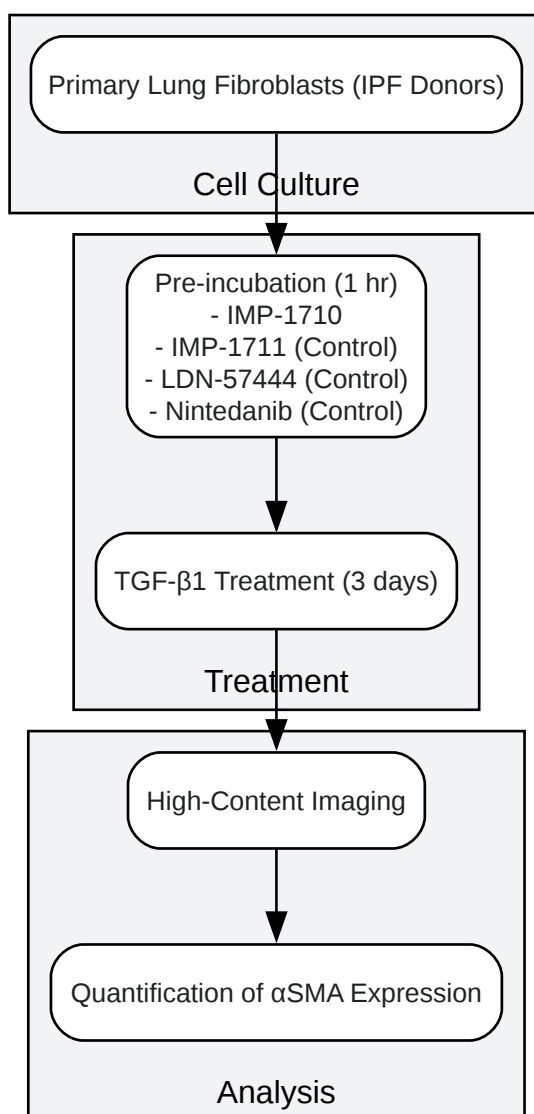 Primary Lung Fibroblasts (IPF Donors)
Cell Culture
Pre-incubation (1 hr)
- IMP-1710
- IMP-1711 (Control)
- LDN-57444 (Control)
- Nintedanib (Control)
TGF-β1 Treatment (3 days)
Treatment
High-Content Imaging
Quantification of αSMA Expression
Analysis